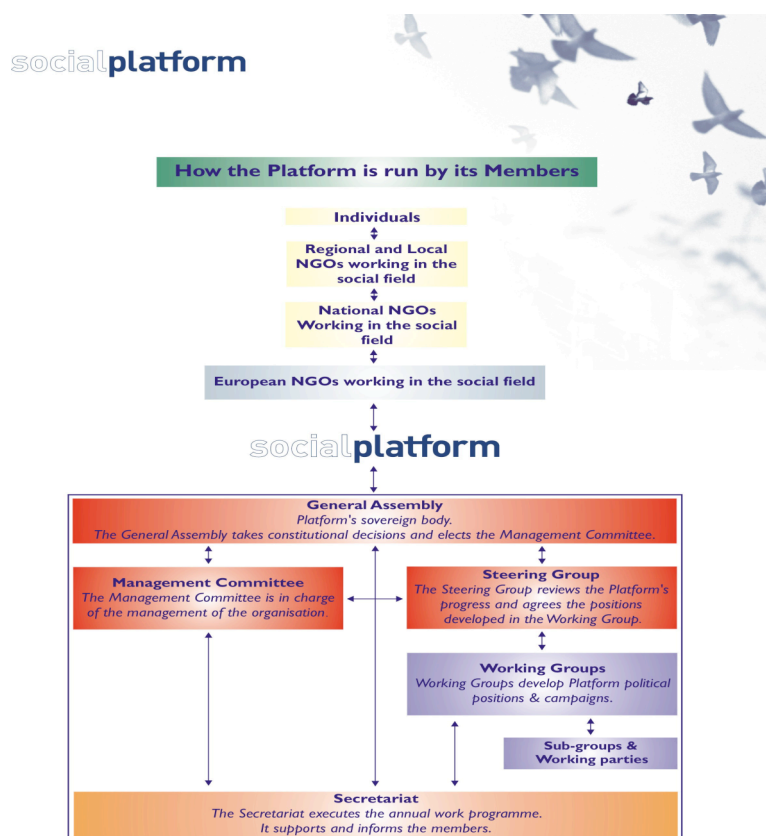 socialplatform
How the Platform is run by its Members
Individuals
Regional and Local
NGOs working in the
social field
National NGOs
Working in the social
field
European NGOs working in the social field
socialplatform
General Assembly
Platform's sovereign body.
The General Assembly takes constitutional decisions and elects the Management Committee.
Management Committee
The Management Committee is in charge
of the management of the organisation.
Steering Group
The Steering Group reviews the Platform's
progress and agrees the positions
developed in the Working Group.
Working Groups
Working Groups develop Platform political
positions & campaigns.
Sub-groups &
Working parties
Secretariat
The Secretariat executes the annual work programme.
It supports and informs the members.